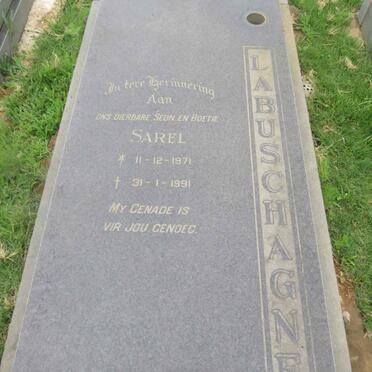 In tere Herinnering
Aan
ONS DIERBARE SEUN EN BOETIE
SAREL
* 11-12-1971
† 31-1-1991
MY GENADE IS
VIR JOU GENOEG.
LABUSCHAGNE